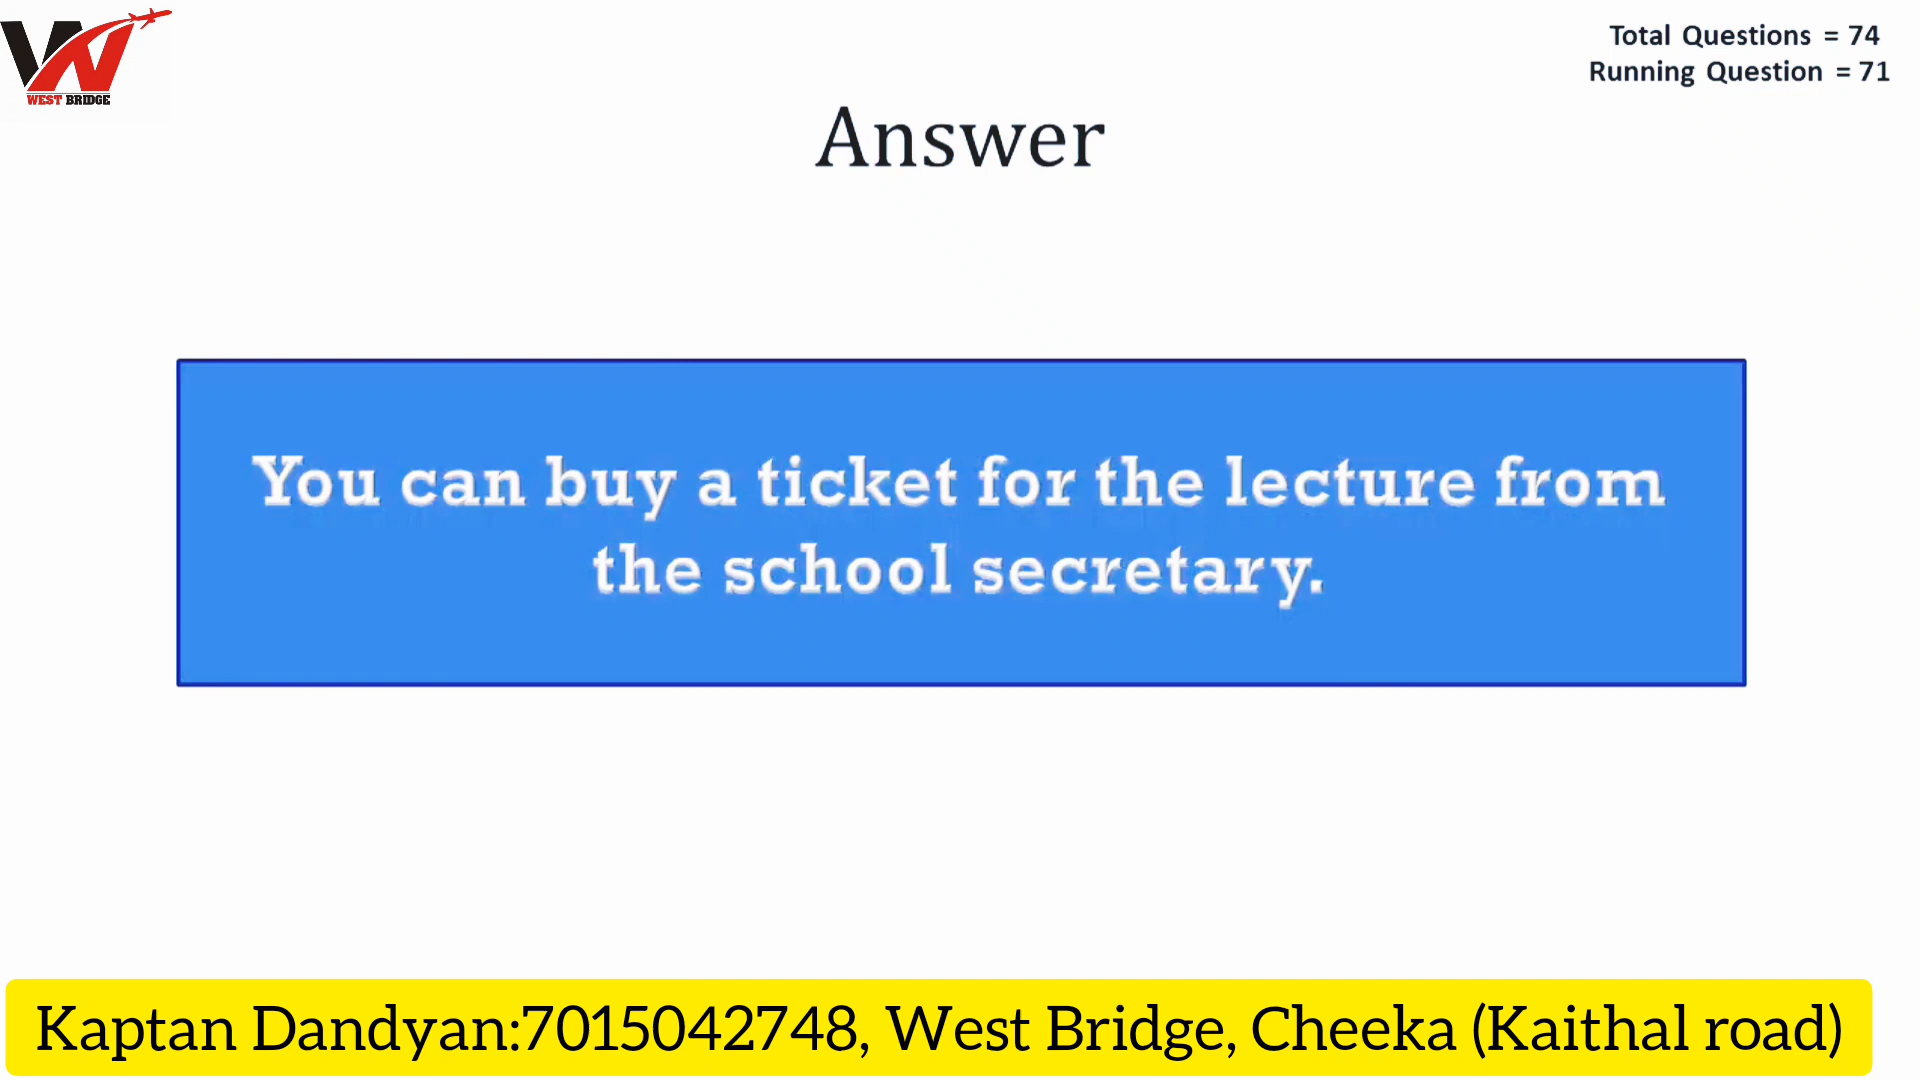 WEST BRIDGE
Total Questions = 74
Running Question = 71
Answer
You can buy a ticket for the lecture from
the school secretary.
Kaptan Dandyan:7015042748, West Bridge, Cheeka (Kaithal road)